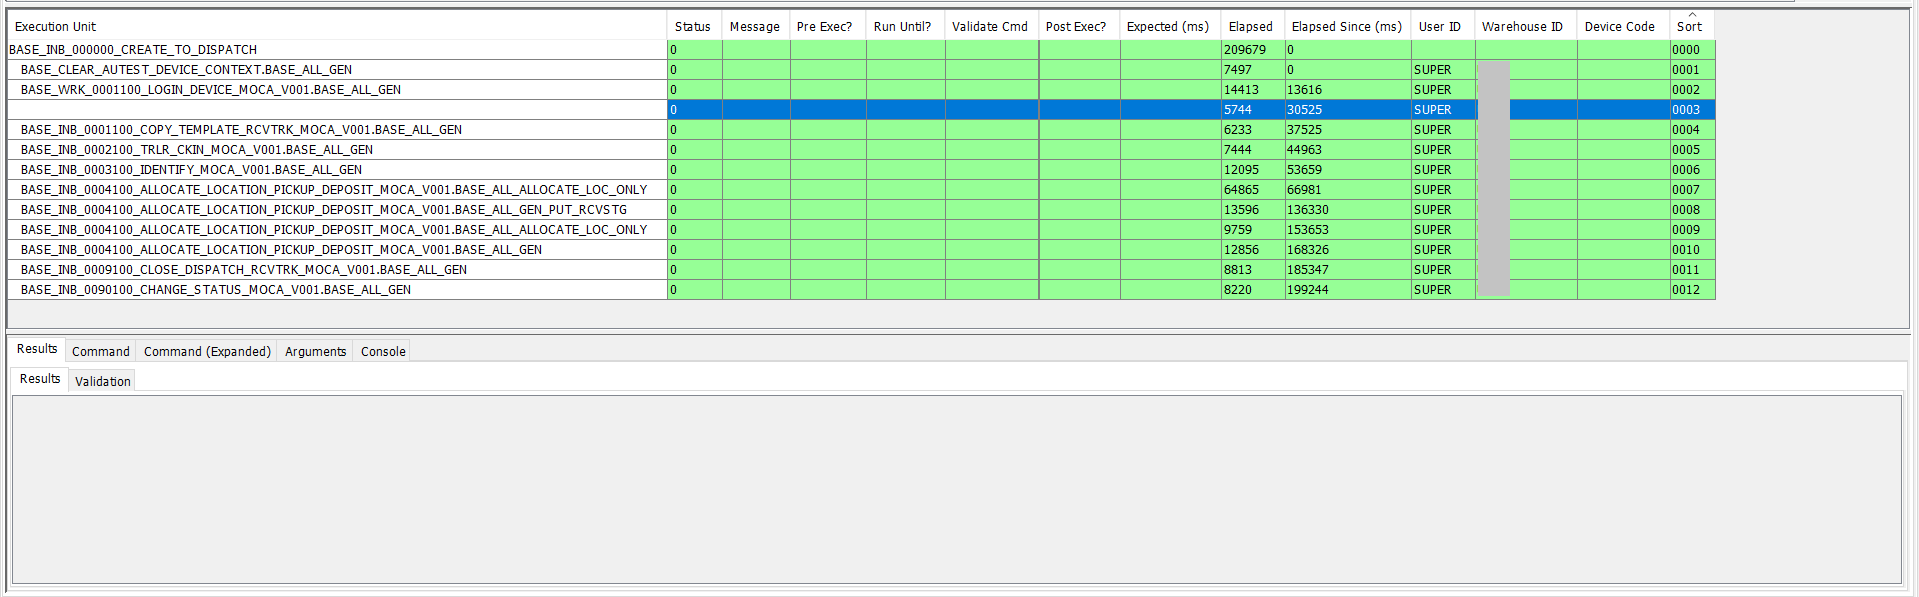 Execution Unit Status Message Pre Exec? Run Until? Validate Cmd Post Exec? Expected (ms) Elapsed Elapsed Since (ms) User ID Warehouse ID Device Code Sort
BASE_INB_000000_CREATE_TO_DISPATCH 0 209679 0 0000
BASE_CLEAR_AUTEST_DEVICE_CONTEXT.BASE_ALL_GEN 0 7497 0 SUPER 0001
BASE_WRK_0001100_LOGIN_DEVICE_MOCA_V001.BASE_ALL_GEN 0 14413 13616 SUPER 0002
0 5744 30525 SUPER 0003
BASE_INB_0001100_COPY_TEMPLATE_RCVTRK_MOCA_V001.BASE_ALL_GEN 0 6233 37525 SUPER 0004
BASE_INB_0002100_TRLR_CKIN_MOCA_V001.BASE_ALL_GEN 0 7444 44963 SUPER 0005
BASE_INB_0003100_IDENTIFY_MOCA_V001.BASE_ALL_GEN 0 12095 53659 SUPER 0006
BASE_INB_0004100_ALLOCATE_LOCATION_PICKUP_DEPOSIT_MOCA_V001.BASE_ALL_ALLOCATE_LOC_ONLY 0 64865 66981 SUPER 0007
BASE_INB_0004100_ALLOCATE_LOCATION_PICKUP_DEPOSIT_MOCA_V001.BASE_ALL_GEN_PUT_RCVSTG 0 13596 136330 SUPER 0008
BASE_INB_0004100_ALLOCATE_LOCATION_PICKUP_DEPOSIT_MOCA_V001.BASE_ALL_ALLOCATE_LOC_ONLY 0 9759 153653 SUPER 0009
BASE_INB_0004100_ALLOCATE_LOCATION_PICKUP_DEPOSIT_MOCA_V001.BASE_ALL_GEN 0 12856 168326 SUPER 0010
BASE_INB_0009100_CLOSE_DISPATCH_RCVTRK_MOCA_V001.BASE_ALL_GEN 0 8813 185347 SUPER 0011
BASE_INB_0090100_CHANGE_STATUS_MOCA_V001.BASE_ALL_GEN 0 8220 199244 SUPER 0012
Results Command Command (Expanded) Arguments Console
Results Validation